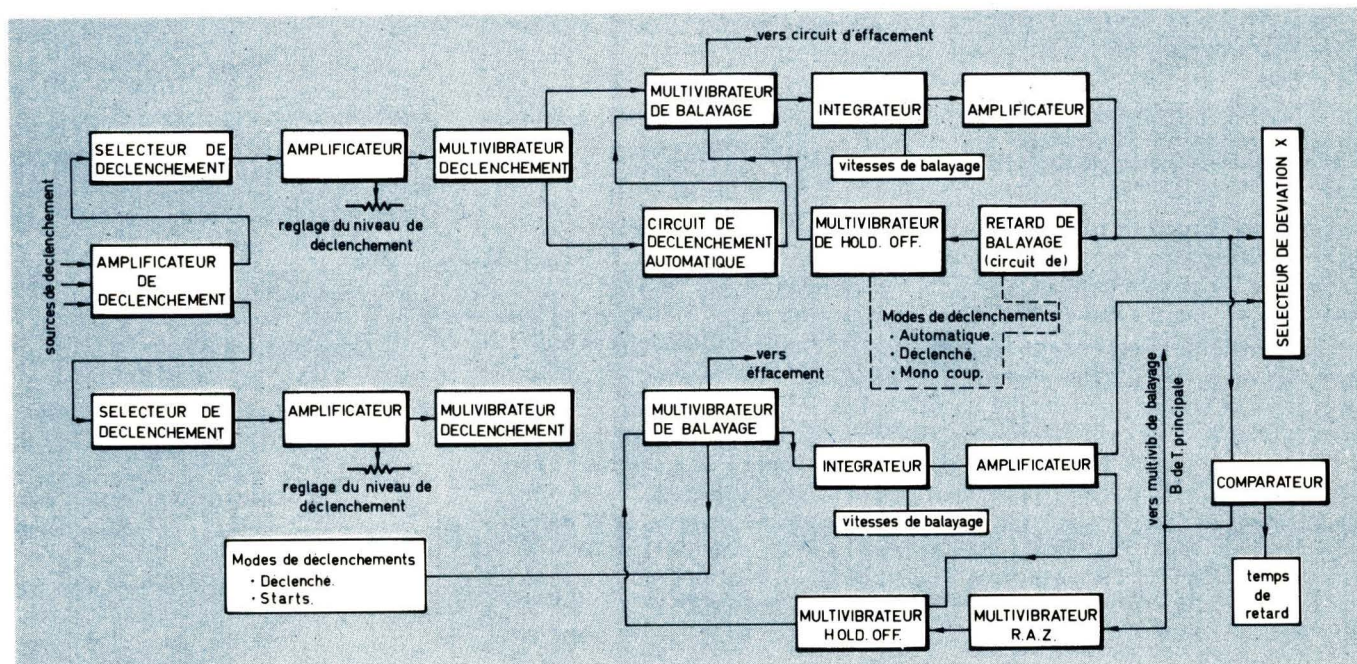 vers circuit d'éffacement
MULTIVIBRATEUR
DE BALAYAGE
INTEGRATEUR
AMPLIFICATEUR
vitesses de balayage
SELECTEUR DE
DECLENCHEMENT
AMPLIFICATEUR
MULTIVIBRATEUR
DECLENCHEMENT
reglage du niveau de
déclenchement
CIRCUIT DE
DECLENCHEMENT
AUTOMATIQUE
MULTIVIBRATEUR
DE HOLD. OFF.
RETARD DE
BALAYAGE
(circuit de)
SELECTEUR DE DEVIATION X
sources de declenchement
AMPLIFICATEUR
DE
DECLENCHEMENT
Modes de déclenchements
· Automatique.
· Déclenché.
· Mono coup.
vers
éffacement
SELECTEUR DE
DECLENCHEMENT
AMPLIFICATEUR
MULIVIBRATEUR
DECLENCHEMENT
reglage du niveau de
déclenchement
MULTIVIBRATEUR
DE BALAYAGE
INTÉGRATEUR
AMPLIFICATEUR
vitesses de balayage
vers multivib. de balayage
B. de T. principale
COMPARATEUR
Modes de déclenchements
· Déclenché.
· Starts.
MULTIVIBRATEUR
HOLD. OFF.
MULTIVIBRATEUR
R.A.Z.
temps
de
retard